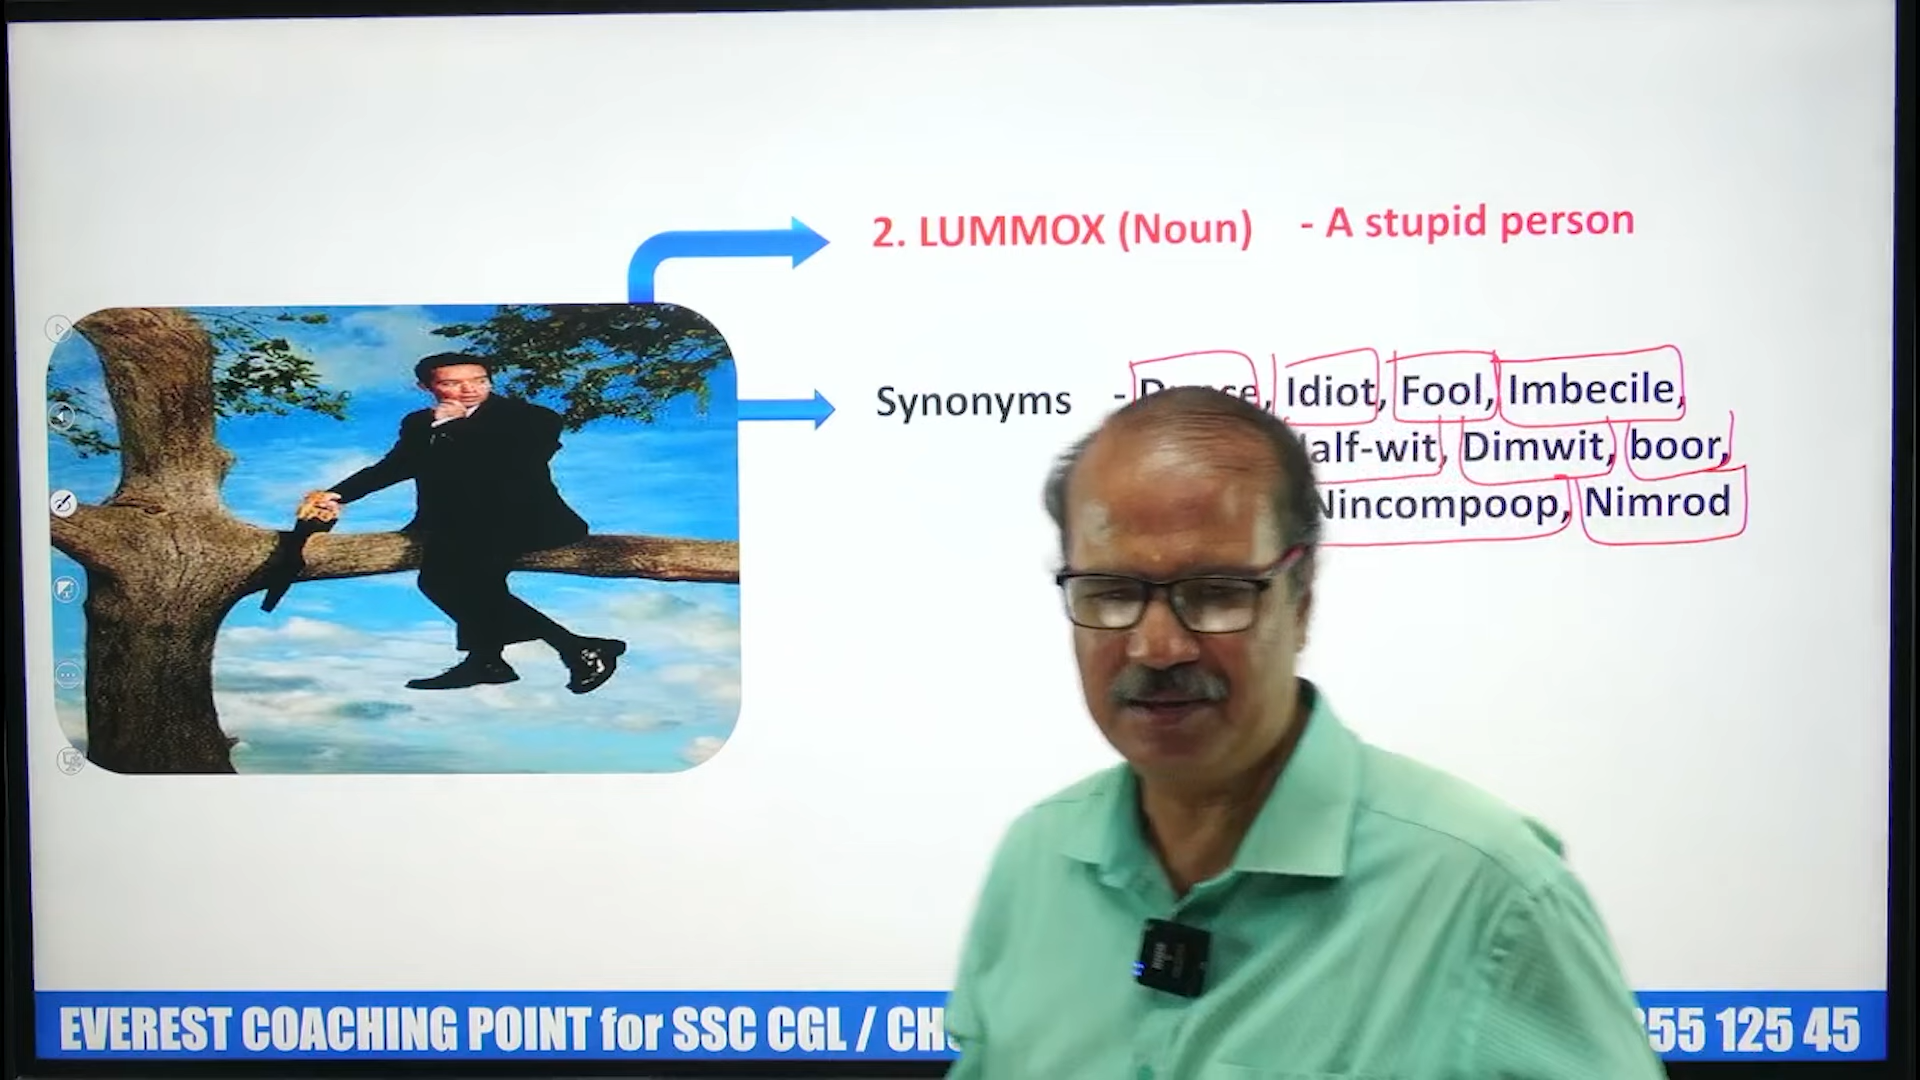 2. LUMMOX (Noun) - A stupid person
Synonyms - Idiot, Fool, Imbecile,
alf-wit, Dimwit, boor,
Nincompoop, Nimrod
EVEREST COACHING POINT for SSC CGL / CH 55 125 45